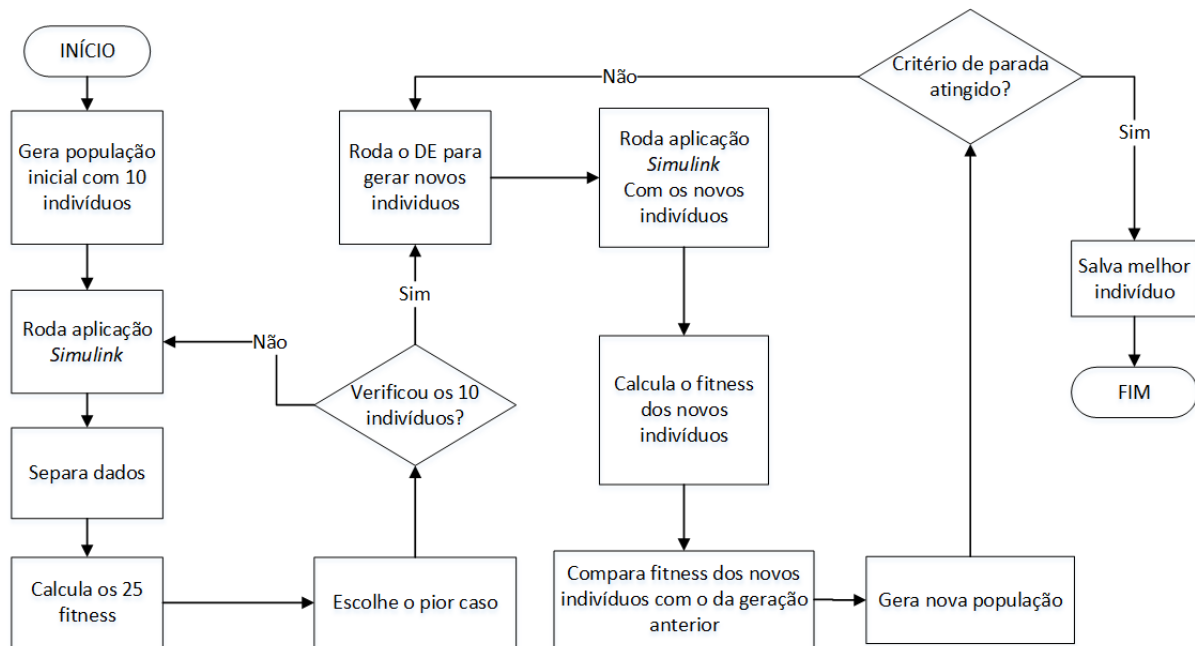 INÍCIO
Gera população
inicial com 10
indivíduos
Roda aplicação
Simulink
Separa dados
Calcula os 25
fitness
Escolhe o pior caso
Verificou os 10
indivíduos?
Não
Sim
Roda o DE para
gerar novos
individuos
Roda aplicação
Simulink
Com os novos
indivíduos
Calcula o fitness
dos novos
indivíduos
Compara fitness dos novos
indivíduos com o da geração
anterior
Gera nova população
Critério de parada
atingido?
Não
Sim
Salva melhor
indivíduo
FIM